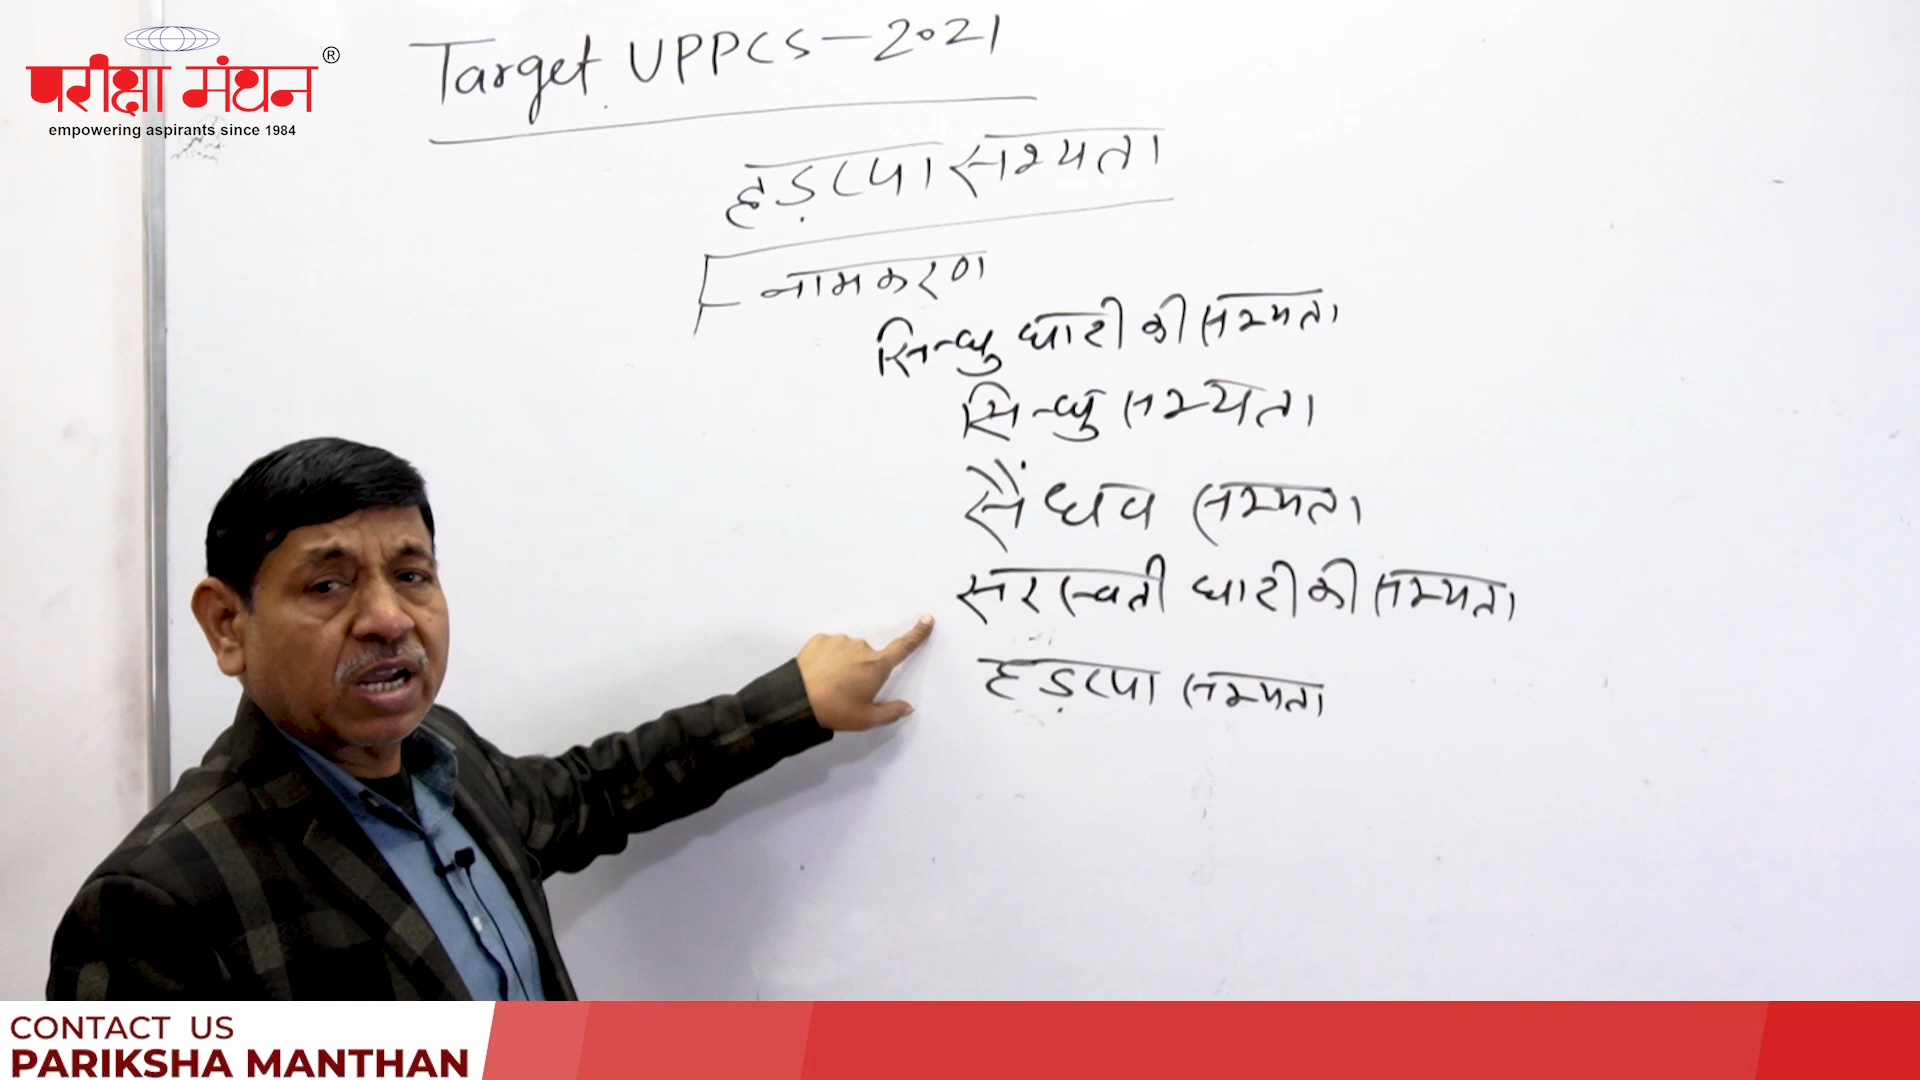 परीक्षा मंथन ®
empowering aspirants since 1984
Target UPPCS-2021
हड़प्पा सभ्यता
नामकरण
सिन्धु घाटी की सभ्यता
सिन्धु सभ्यता
सैंधव सभ्यता
सरस्वती घाटी की सभ्यता
हड़प्पा सभ्यता
CONTACT US
PARIKSHA MANTHAN